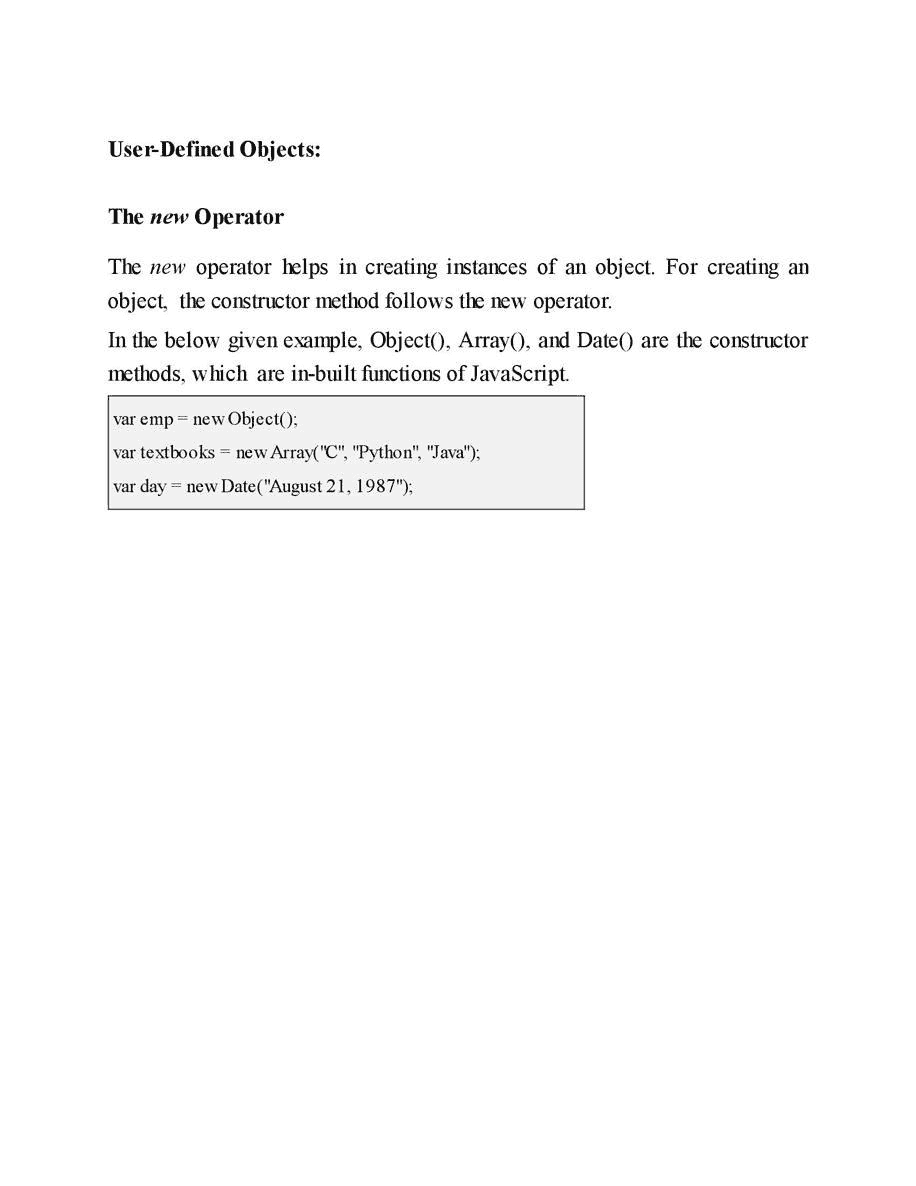 User-Defined Objects:
The new Operator
The new operator helps in creating instances of an object. For creating an
object, the constructor method follows the new operator.
In the below given example, Object(), Array(), and Date() are the constructor
methods, which are in-built functions of JavaScript.
var emp = new Object();
var textbooks = new Array("C", "Python", "Java");
var day = new Date("August 21, 1987");